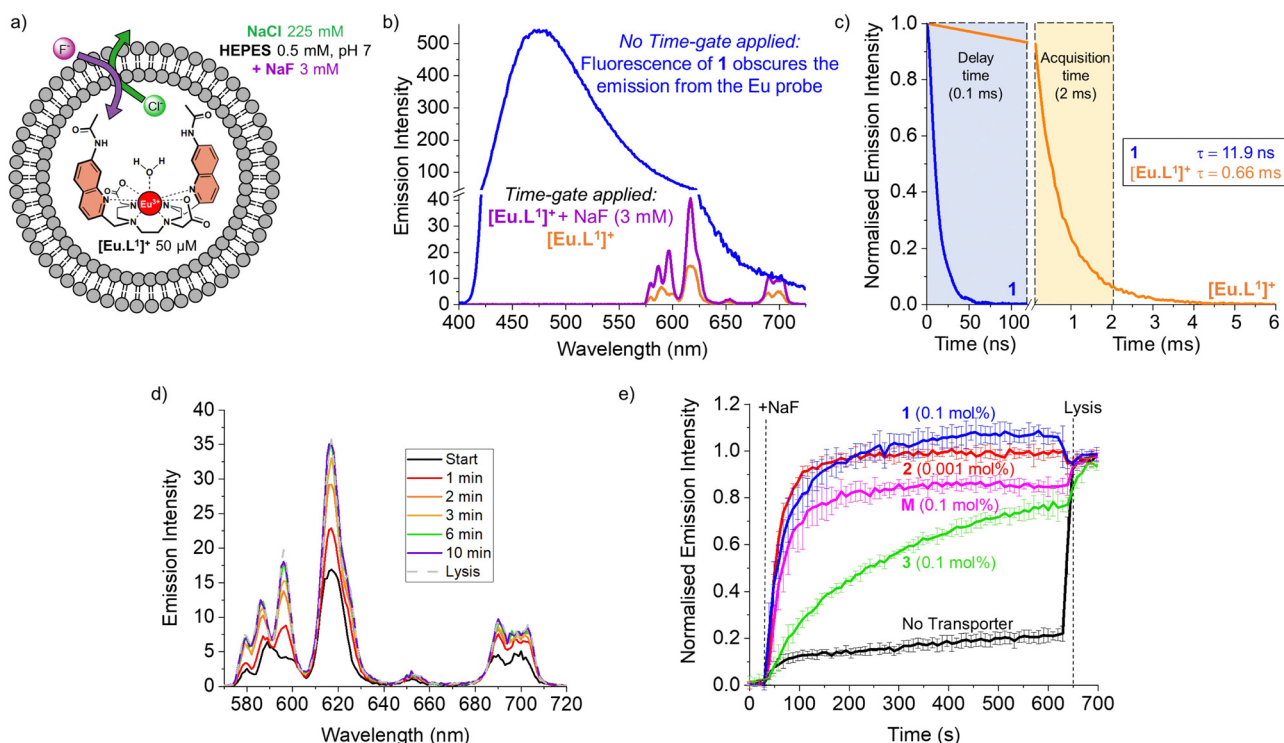 a)
NaCl 225 mM
HEPES 0.5 mM, pH 7
+ NaF 3 mM
F⁻
Cl⁻
O
NH
HN
O
H H
O
O
O
N
Eu³⁺
N
N
N
N
N
O
O
[Eu.L¹]⁺ 50 µM
b)
Emission Intensity
500
400
300
200
100
40
30
20
10
0
No Time-gate applied:
Fluorescence of 1 obscures the
emission from the Eu probe
Time-gate applied:
[Eu.L¹]⁺ + NaF (3 mM)
[Eu.L¹]⁺
400 450 500 550 600 650 700
Wavelength (nm)
c)
Normalised Emission Intensity
1.0
0.8
0.6
0.4
0.2
0.0
Delay
time
(0.1 ms)
Acquisition
time
(2 ms)
1 τ = 11.9 ns
[Eu.L¹]⁺ τ = 0.66 ms
1
[Eu.L¹]⁺
0 50 100 1 2 3 4 5 6
Time (ns) Time (ms)
d)
Emission Intensity
40
35
30
25
20
15
10
5
0
Start
1 min
2 min
3 min
6 min
10 min
Lysis
580 600 620 640 660 680 700 720
Wavelength (nm)
e)
Normalised Emission Intensity
1.2
1.0
0.8
0.6
0.4
0.2
0.0
+NaF
1 (0.1 mol%)
Lysis
2 (0.001 mol%)
M (0.1 mol%)
3 (0.1 mol%)
No Transporter
0 100 200 300 400 500 600 700
Time (s)